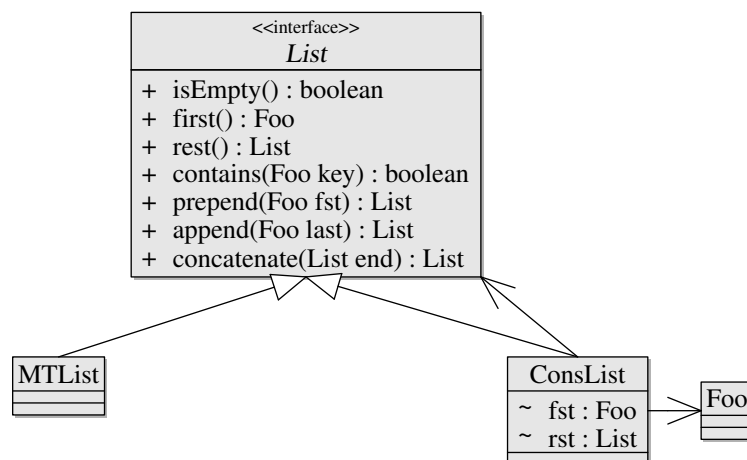 <<interface>>
List
+ isEmpty() : boolean
+ first() : Foo
+ rest() : List
+ contains(Foo key) : boolean
+ prepend(Foo fst) : List
+ append(Foo last) : List
+ concatenate(List end) : List
MTList
ConsList
~ fst : Foo
~ rst : List
Foo